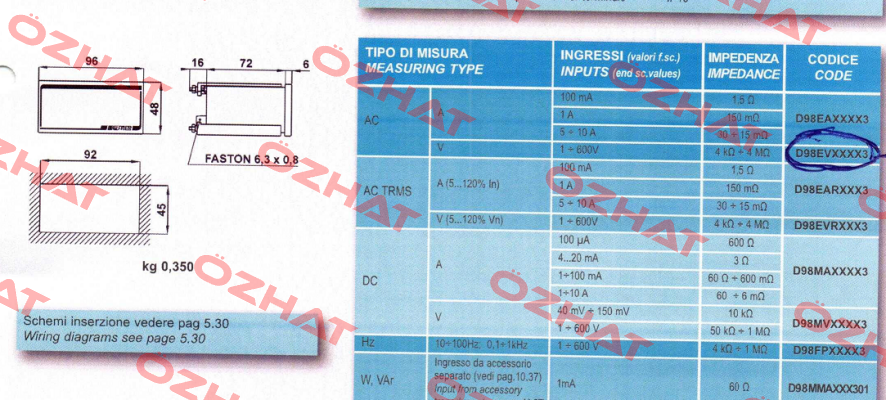 96
48
16 72 6
FASTON 6,3 x 0,8
92
45
kg 0,350
Schemi inserzione vedere pag 5.30
Wiring diagrams see page 5.30
TIPO DI MISURA
MEASURING TYPE
INGRESSI (valori f.sc.)
INPUTS (end sc.values)
IMPEDENZA
IMPEDANCE
CODICE
CODE
AC
A
100 mA 1,5 Ω
1 A 150 mΩ
5 ÷ 10 A 30 ÷ 15 mΩ
D98EAXXXX3
V 1 ÷ 600V 4 kΩ ÷ 4 MΩ D98EVXXXX3
AC TRMS
A (5...120% In)
100 mA 1,5 Ω
1 A 150 mΩ
5 ÷ 10 A 30 ÷ 15 mΩ
D98EARXXX3
V (5...120% Vn) 1 ÷ 600V 4 kΩ ÷ 4 MΩ D98EVRXXX3
DC
A
100 µA 600 Ω
4...20 mA 3 Ω
1÷100 mA 60 Ω ÷ 600 mΩ
1÷10 A 60 ÷ 6 mΩ
D98MAXXXX3
V
40 mV ÷ 150 mV 10 kΩ
1 ÷ 600 V 50 kΩ ÷ 1 MΩ
D98MVXXXX3
Hz 10÷100Hz; 0,1÷1kHz 1 ÷ 600 V 4 kΩ ÷ 1 MΩ D98FPXXXX3
W, VAr
Ingresso da accessorio
separato (vedi pag.10.37)
Input from accessory
1mA 60 Ω D98MMAXXX301
ÖZHAT
ÖZHAT
ÖZHAT
ÖZHAT
ÖZHAT
ÖZHAT
ÖZHAT
ÖZHAT